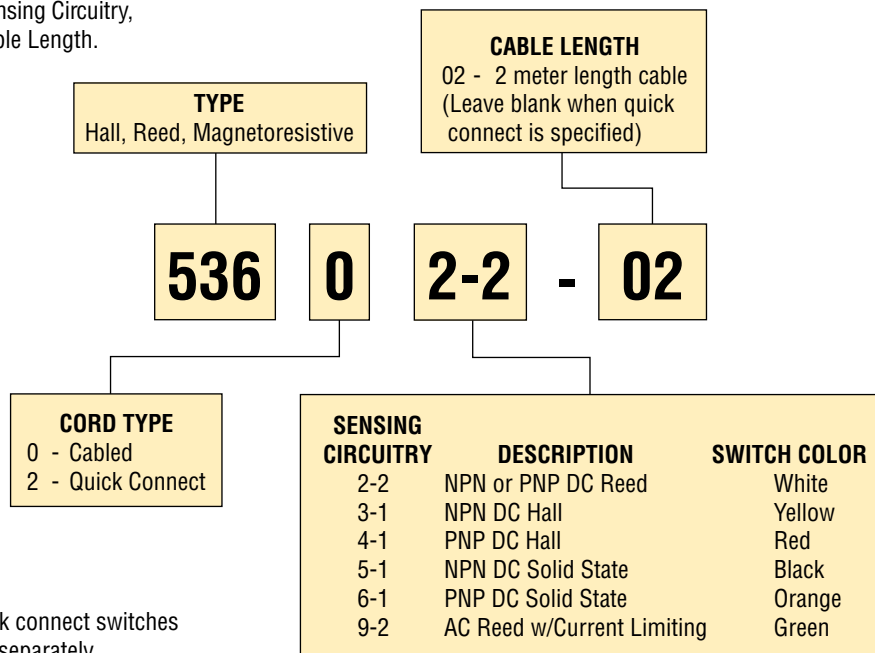 Circuitry,
Length.
CABLE LENGTH
02 - 2 meter length cable
(Leave blank when quick
connect is specified)
TYPE
Hall, Reed, Magnetoresistive
536 0 2-2 - 02
CORD TYPE
0 - Cabled
2 - Quick Connect
SENSING
CIRCUITRY DESCRIPTION SWITCH COLOR
2-2 NPN or PNP DC Reed White
3-1 NPN DC Hall Yellow
4-1 PNP DC Hall Red
5-1 NPN DC Solid State Black
6-1 PNP DC Solid State Orange
9-2 AC Reed w/Current Limiting Green
connect switches
separately